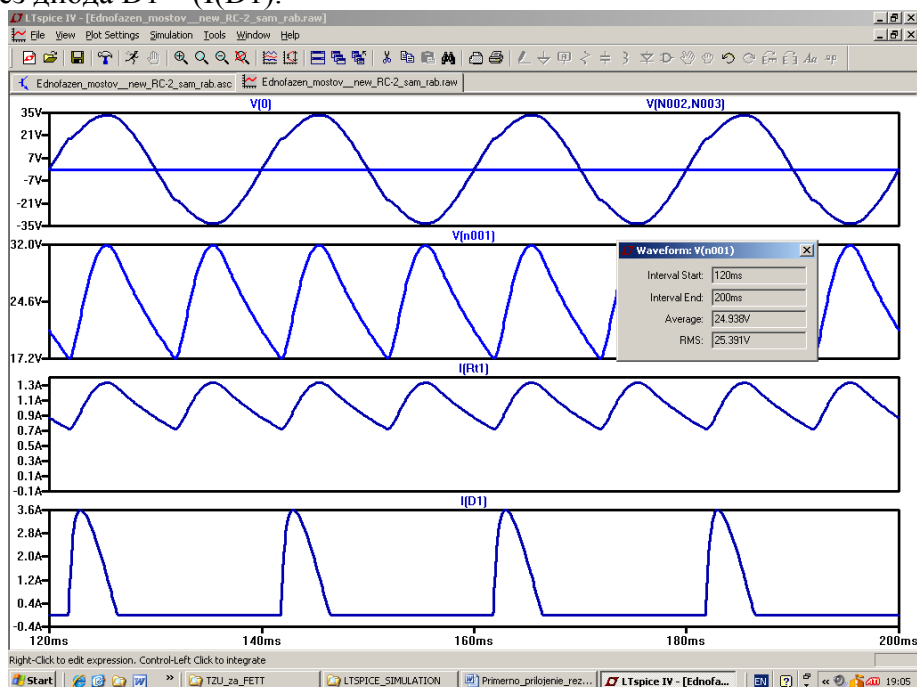 ез диода D1 – (I(D1).
LTspice IV - [Ednofazen_mostov__new_RC-2_sam_rab.raw]
File View Plot Settings Simulation Tools Window Help
Ednofazen_mostov__new_RC-2_sam_rab.asc Ednofazen_mostov__new_RC-2_sam_rab.raw
V(0) V(N002,N003)
35V
21V
7V
-7V
-21V
-35V
V(n001)
32.0V
24.6V
17.2V
Waveform: V(n001)
Interval Start: 120ms
Interval End: 200ms
Average: 24.938V
RMS: 25.391V
I(Rt1)
1.3A
1.1A
0.9A
0.7A
0.5A
0.3A
0.1A
-0.1A
I(D1)
3.6A
2.8A
2.0A
1.2A
0.4A
-0.4A
120ms 140ms 160ms 180ms 200ms
Right-Click to edit expression. Control-Left Click to integrate
Start » TZU_za_FETT LTSPICE_SIMULATION Primerno_prilojenie_rez... LTspice IV - [Ednofa... EN « 19:05